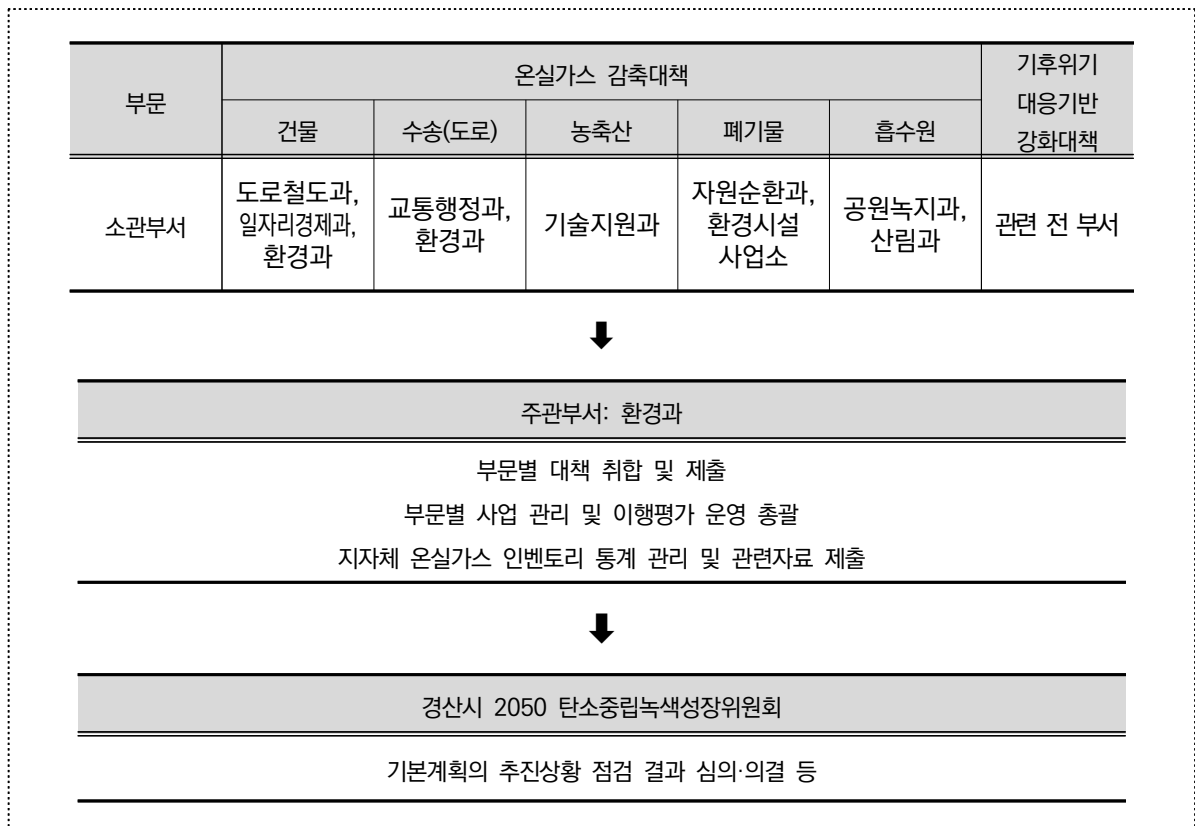 부문
온실가스 감축대책
기후위기
대응기반
강화대책
건물
수송(도로)
농축산
폐기물
흡수원
소관부서
도로철도과,
일자리경제과,
환경과
교통행정과,
환경과
기술지원과
자원순환과,
환경시설
사업소
공원녹지과,
산림과
관련 전 부서
주관부서: 환경과
부문별 대책 취합 및 제출
부문별 사업 관리 및 이행평가 운영 총괄
지자체 온실가스 인벤토리 통계 관리 및 관련자료 제출
경산시 2050 탄소중립녹색성장위원회
기본계획의 추진상황 점검 결과 심의·의결 등